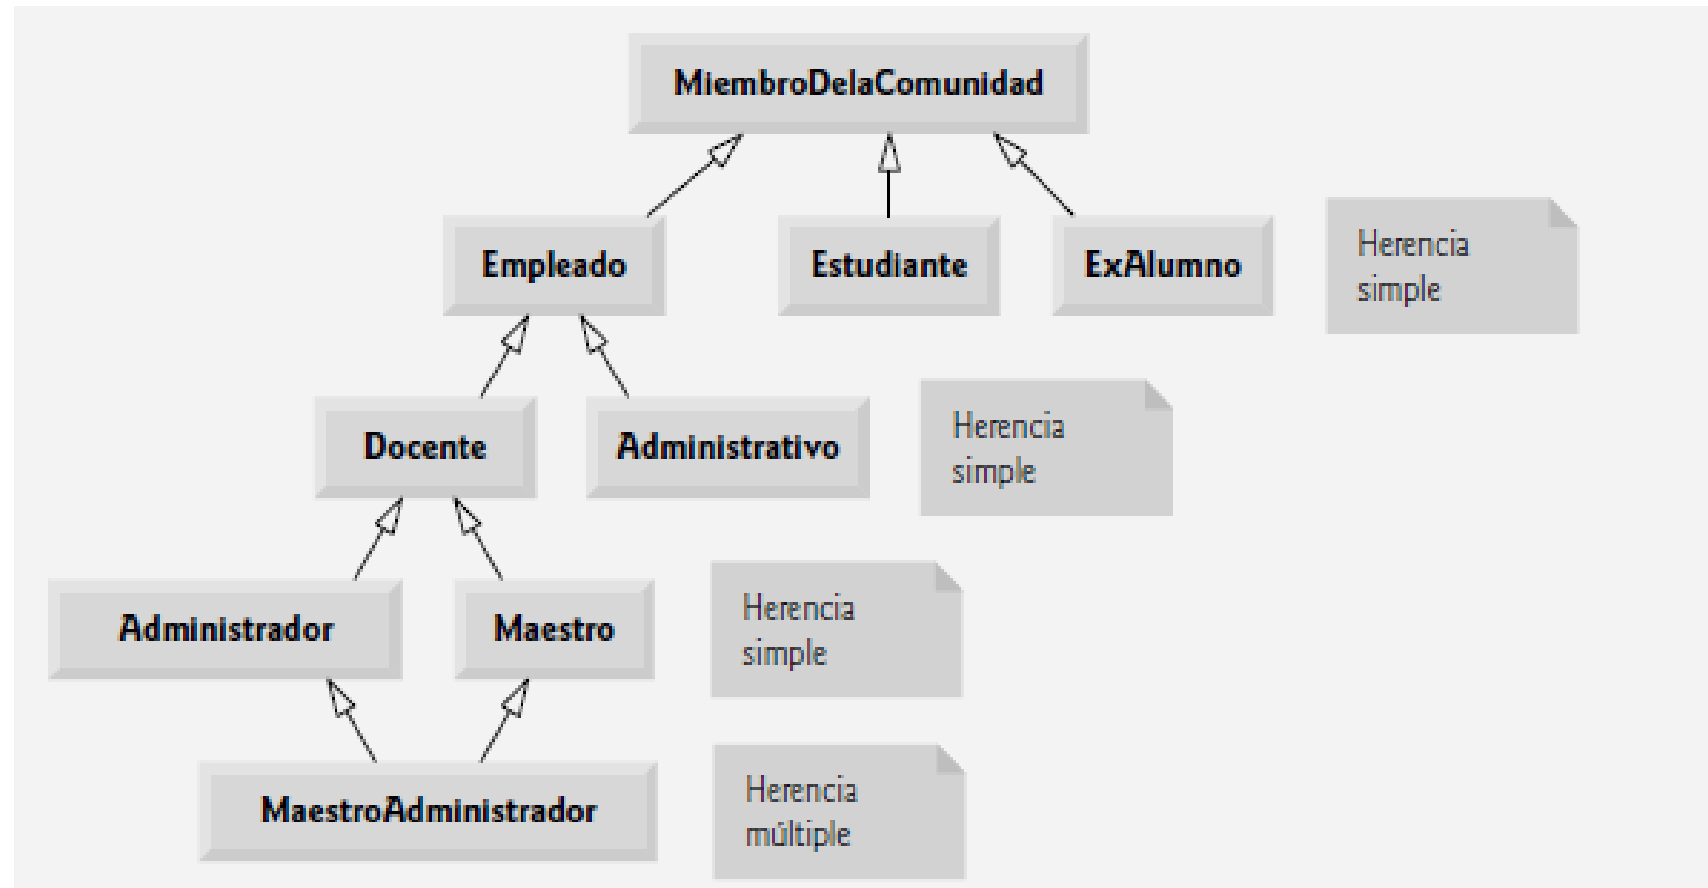 MiembroDelaComunidad
Empleado
Estudiante
ExAlumno
Herencia
simple
Docente
Administrativo
Herencia
simple
Administrador
Maestro
Herencia
simple
MaestroAdministrador
Herencia
múltiple